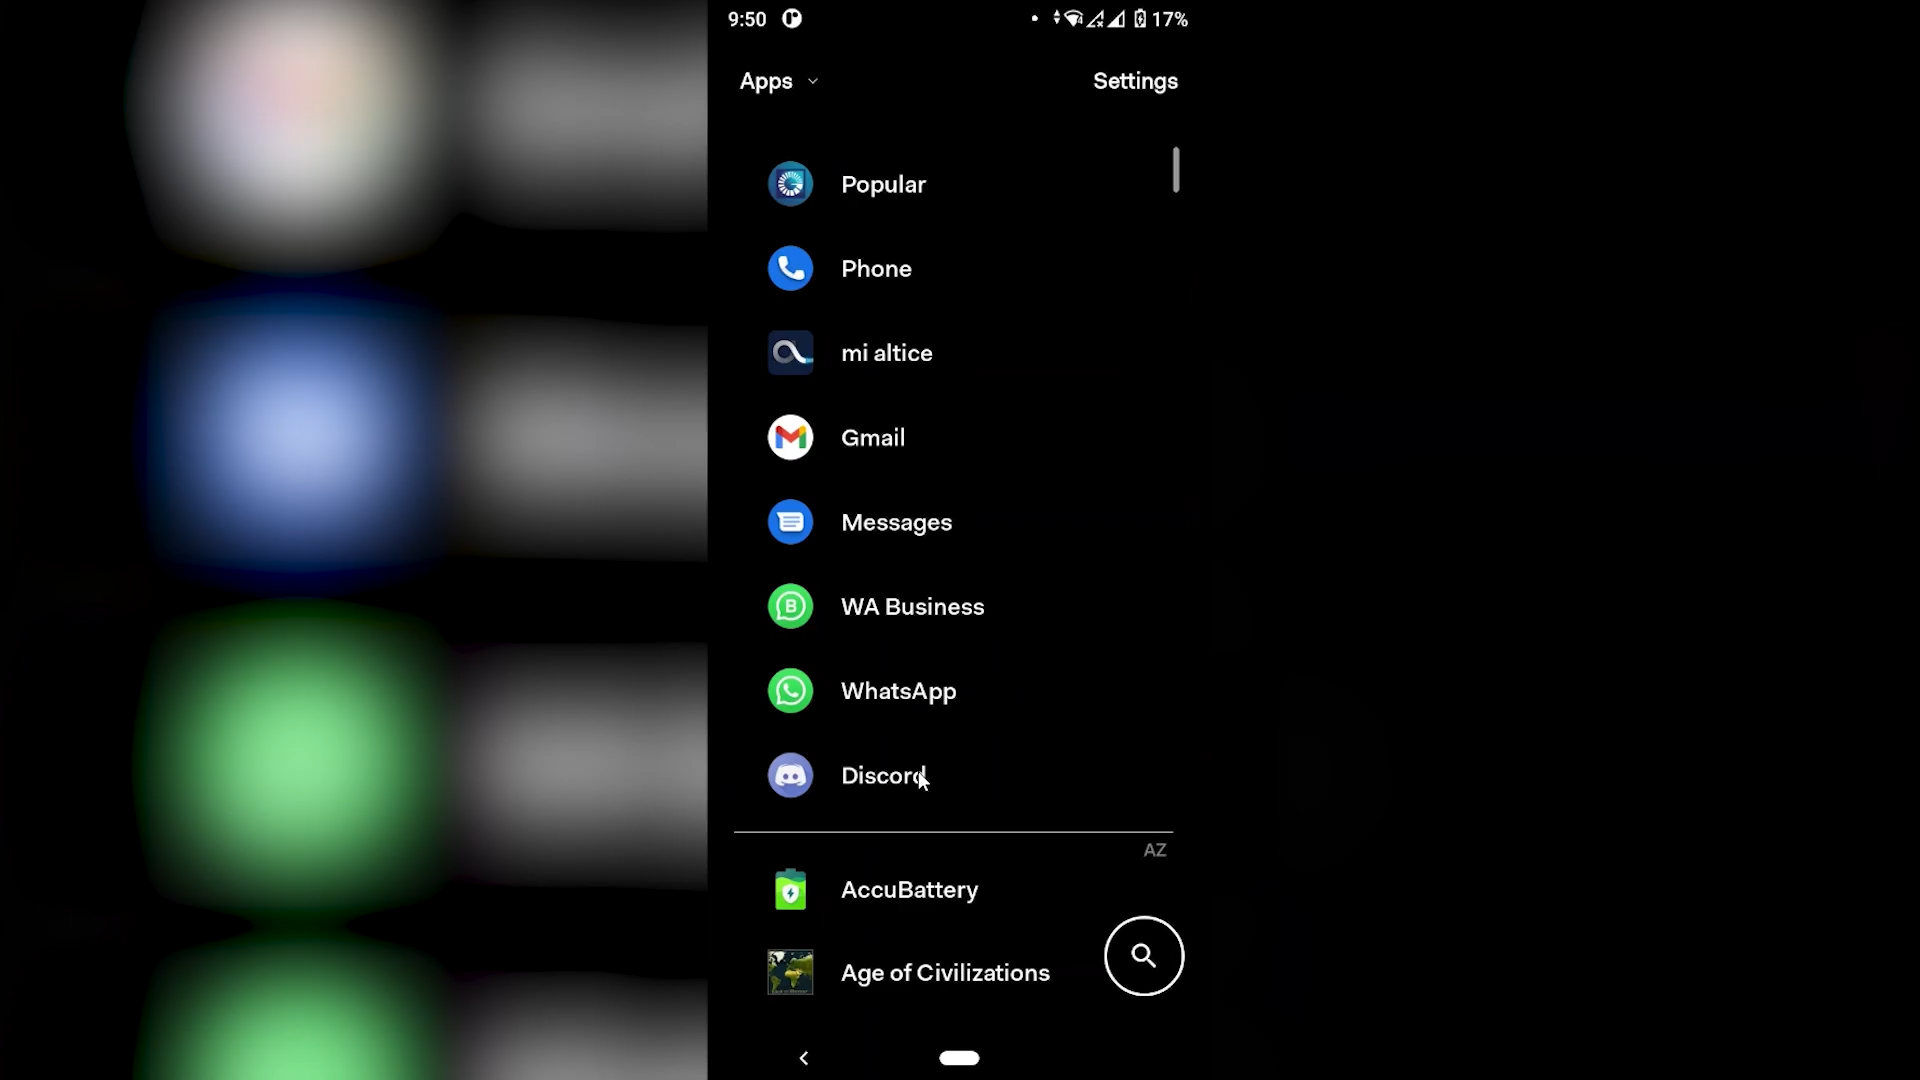 9:50
17%
Apps
Settings
Popular
Phone
mi altice
Gmail
Messages
WA Business
WhatsApp
Discord
AZ
AccuBattery
Age of Civilizations